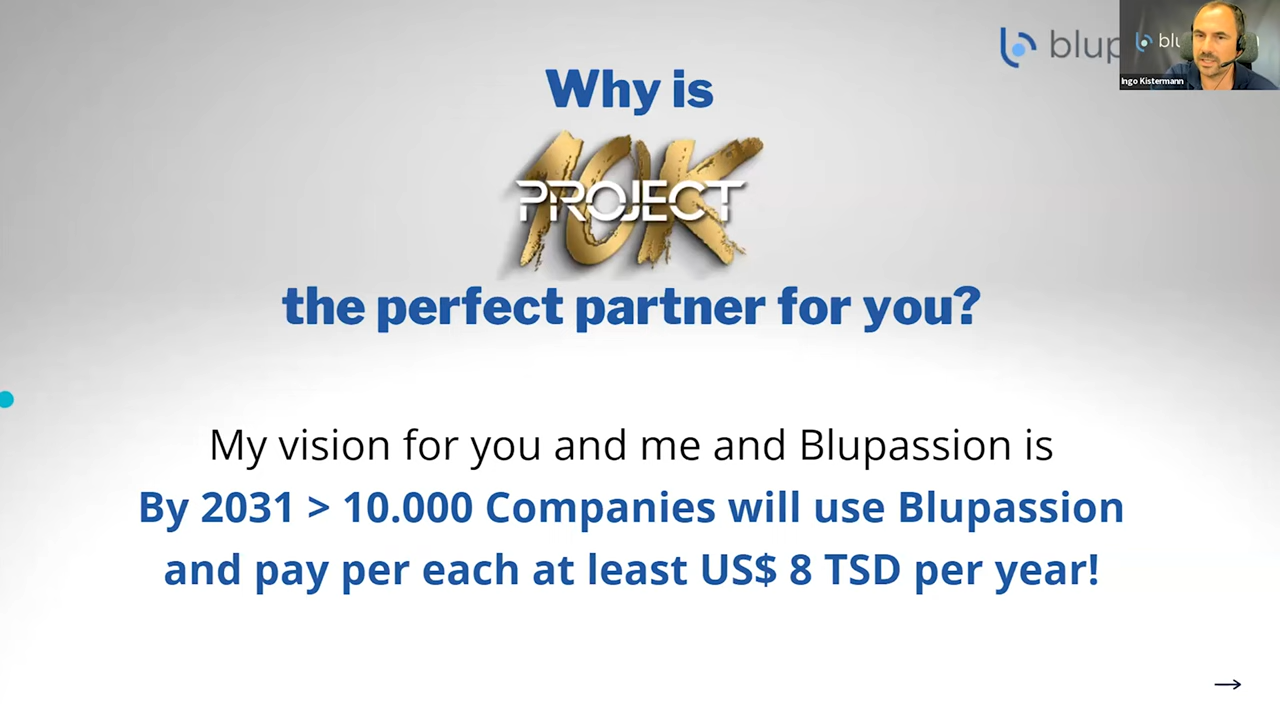 blup
blu
Ingo Kistermann
Why is
10K
PROJECT
the perfect partner for you?
My vision for you and me and Blupassion is
By 2031 > 10.000 Companies will use Blupassion
and pay per each at least US$ 8 TSD per year!